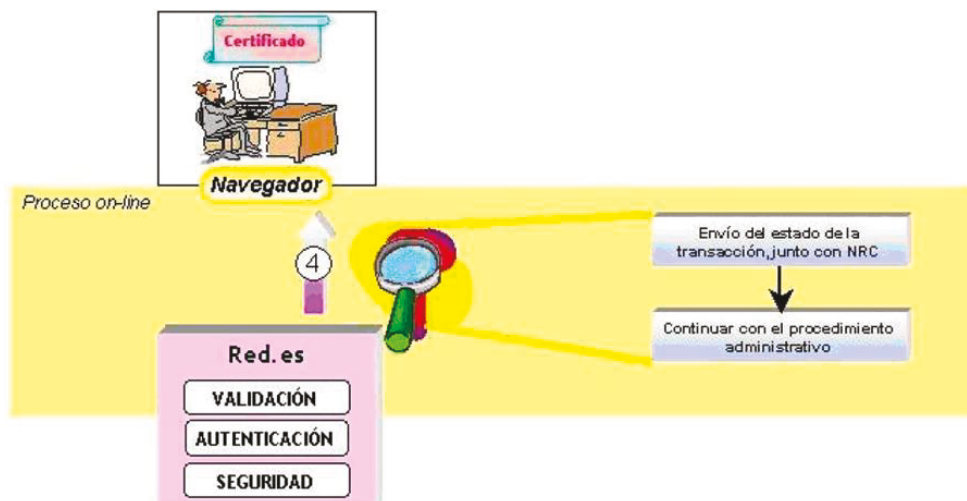 Certificado
Navegador
Proceso on-line
4
Envío del estado de la
transacción, junto con NRC
Continuar con el procedimiento
administrativo
Red.es
VALIDACIÓN
AUTENTICACIÓN
SEGURIDAD